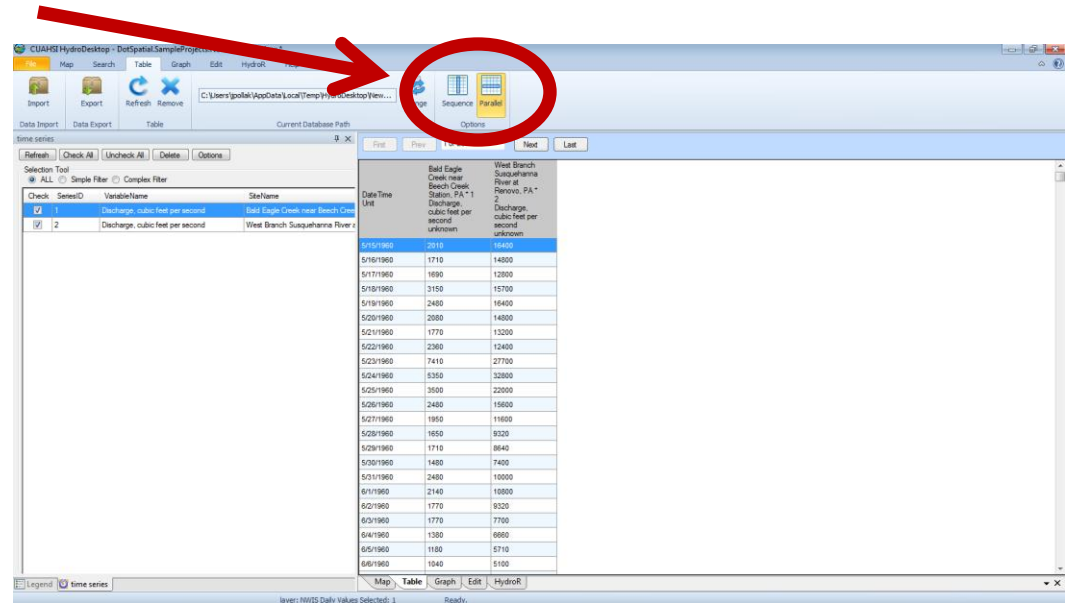 CUAHSI HydroDesktop - DotSpatial.SampleProjects
File Map Search Table Graph Edit HydroR
Import Export Refresh Remove C:\Users\jpollak\AppData\Local\Temp\HydroDesktop\New... Sequence Parallel
Data Import Data Export Table Current Database Path Options
time series
First Prev Next Last
Refresh Check All Uncheck All Delete Options
Selection Tool
ALL Simple Filter Complex Filter
Check SeriesID VariableName SiteName
1 Discharge, cubic feet per second Bald Eagle Creek near Beech Cree
2 Discharge, cubic feet per second West Branch Susquehanna River a
DateTime
Unit
Bald Eagle
Creek near
Beech Creek
Station, PA * 1
Discharge,
cubic feet per
second
unknown
West Branch
Susquehanna
River at
Renovo, PA *
2
Discharge,
cubic feet per
second
unknown
5/15/1960 2010 16400
5/16/1960 1710 14800
5/17/1960 1690 12800
5/18/1960 3150 15700
5/19/1960 2480 16400
5/20/1960 2080 14800
5/21/1960 1770 13200
5/22/1960 2360 12400
5/23/1960 7410 27700
5/24/1960 5350 32800
5/25/1960 3500 22000
5/26/1960 2480 15600
5/27/1960 1950 11600
5/28/1960 1650 9320
5/29/1960 1710 8640
5/30/1960 1480 7400
5/31/1960 2480 10000
6/1/1960 2140 10800
6/2/1960 1770 9320
6/3/1960 1770 7700
6/4/1960 1380 6660
6/5/1960 1180 5710
6/6/1960 1040 5100
Legend time series
Map Table Graph Edit HydroR
layer: NWIS Daily Values Selected: 1 Ready.